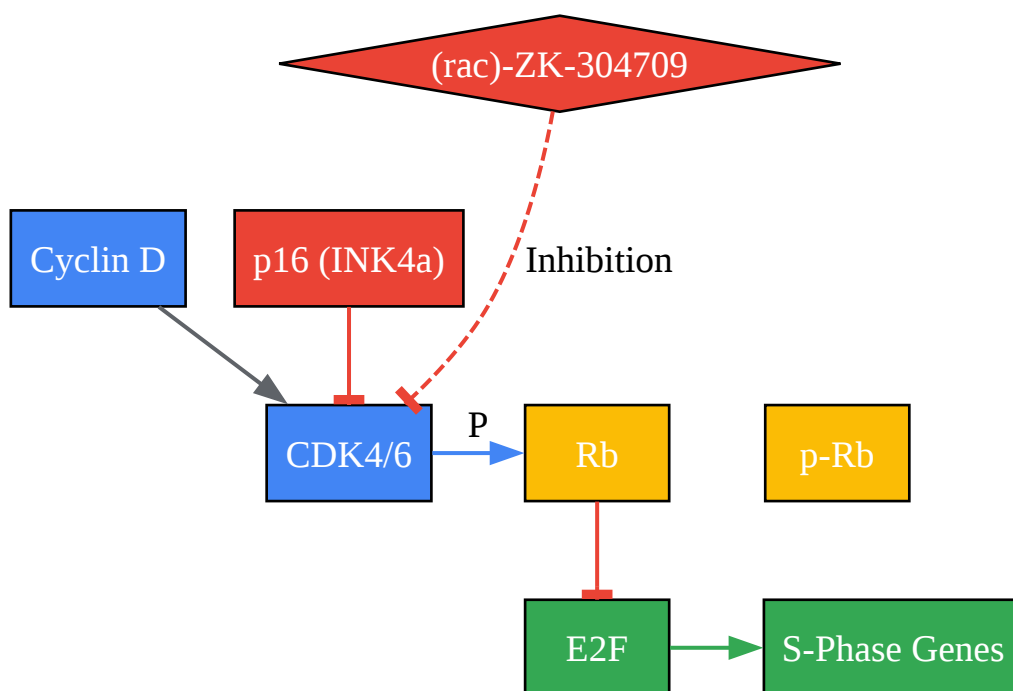 (rac)-ZK-304709
Cyclin D
p16 (INK4a)
Inhibition
CDK4/6
P
Rb
p-Rb
E2F
S-Phase Genes